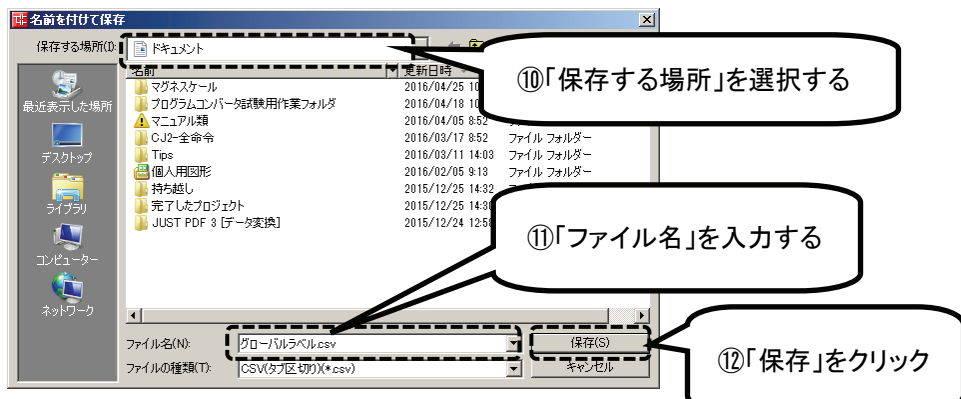 名前を付けて保存
保存する場所(I):
ドキュメント
⑩「保存する場所」を選択する
名前
更新日時
最近表示した場所
デスクトップ
ライブラリ
コンピューター
ネットワーク
マグネスケール 2016/04/25 10
プログラムコンバータ試験用作業フォルダ 2016/04/18 10
マニュアル類 2016/04/05 8:52
CJ2-全命令 2016/03/17 8:52 ファイル フォルダー
Tips 2016/03/11 14:03 ファイル フォルダー
個人用図形 2016/02/05 9:13 ファイル フォルダー
持ち越し 2015/12/25 14:32
完了したプロジェクト 2015/12/25 14:30
JUST PDF 3 [データ変換] 2015/12/24 12:58
⑪「ファイル名」を入力する
ファイル名(N): グローバルラベル.csv 保存(S)
ファイルの種類(T): CSV(タブ区切り)(*.csv) キャンセル
⑫「保存」をクリック